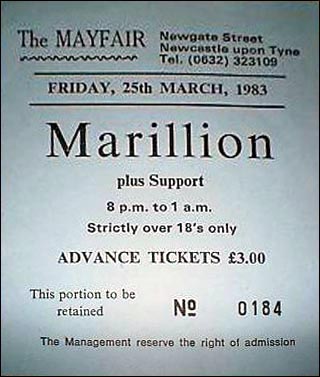 The MAYFAIR
Newgate Street
Newcastle upon Tyne
Tel. (0632) 323109
FRIDAY, 25th MARCH, 1983
Marillion
plus Support
8 p.m. to 1 a.m.
Strictly over 18's only
ADVANCE TICKETS £3.00
This portion to be
retained
No 0184
The Management reserve the right of admission